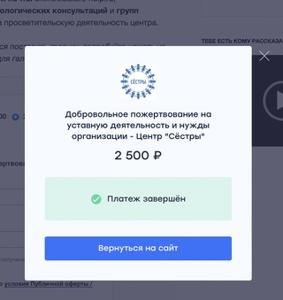 ологических консультаций и групп
просветительскую деятельность центра.
ТЕБЕ ЕСТЬ КОМУ РАССКАЗА
СЁСТРЫ
Добровольное пожертвование на
уставную деятельность и нужды
организации - Центр "Сёстры"
2 500 ₽
Платеж завершён
Вернуться на сайт
условия Публичной оферты /